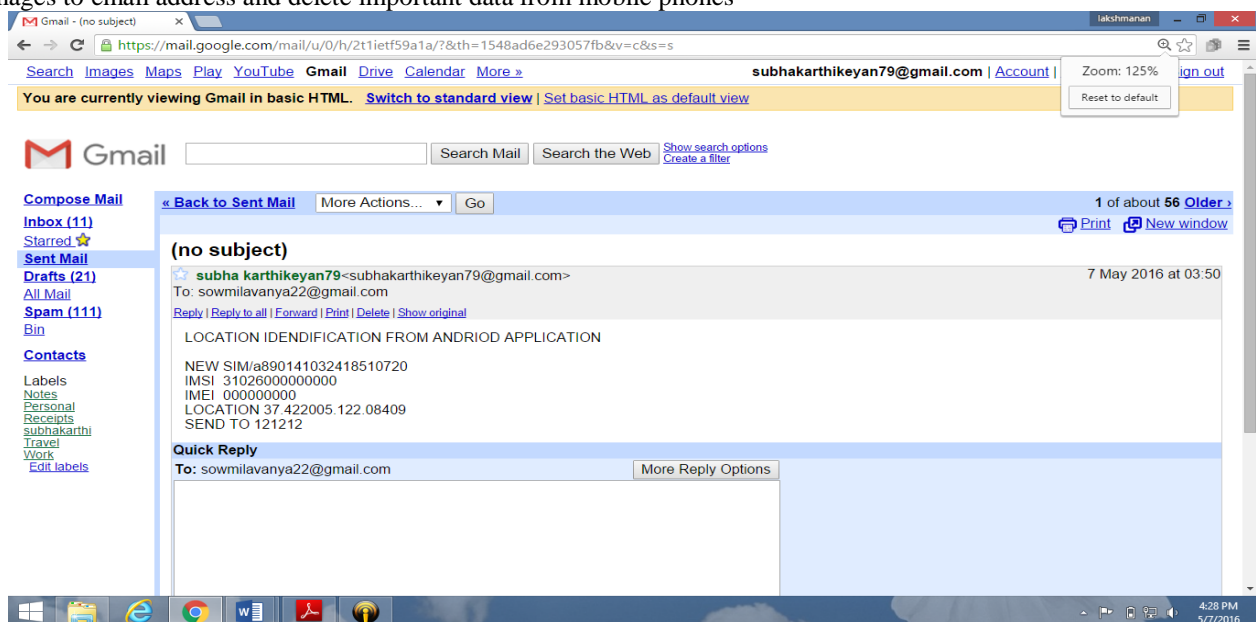 ages to email address and delete important data from mobile phones
Gmail - (no subject)
lakshmanan
https://mail.google.com/mail/u/0/h/2t1ietf59a1a/?&th=1548ad6e293057fb&v=c&s=s
Search Images Maps Play YouTube Gmail Drive Calendar More »
subhakarthikeyan79@gmail.com | Account |
Zoom: 125%
ign out
Reset to default
You are currently viewing Gmail in basic HTML. Switch to standard view | Set basic HTML as default view
Gmail
Search Mail
Search the Web
Show search options
Create a filter
Compose Mail
Inbox (11)
Starred
Sent Mail
Drafts (21)
All Mail
Spam (111)
Bin
Contacts
Labels
Notes
Personal
Receipts
subhakarthi
Travel
Work
Edit labels
« Back to Sent Mail
More Actions...
Go
1 of about 56 Older ›
Print
New window
(no subject)
subha karthikeyan79<subhakarthikeyan79@gmail.com>
7 May 2016 at 03:50
To: sowmilavanya22@gmail.com
Reply | Reply to all | Forward | Print | Delete | Show original
LOCATION IDENDIFICATION FROM ANDRIOD APPLICATION
NEW SIM/a890141032418510720
IMSI 31026000000000
IMEI 000000000
LOCATION 37.422005.122.08409
SEND TO 121212
Quick Reply
To: sowmilavanya22@gmail.com
More Reply Options
4:28 PM
5/7/2016